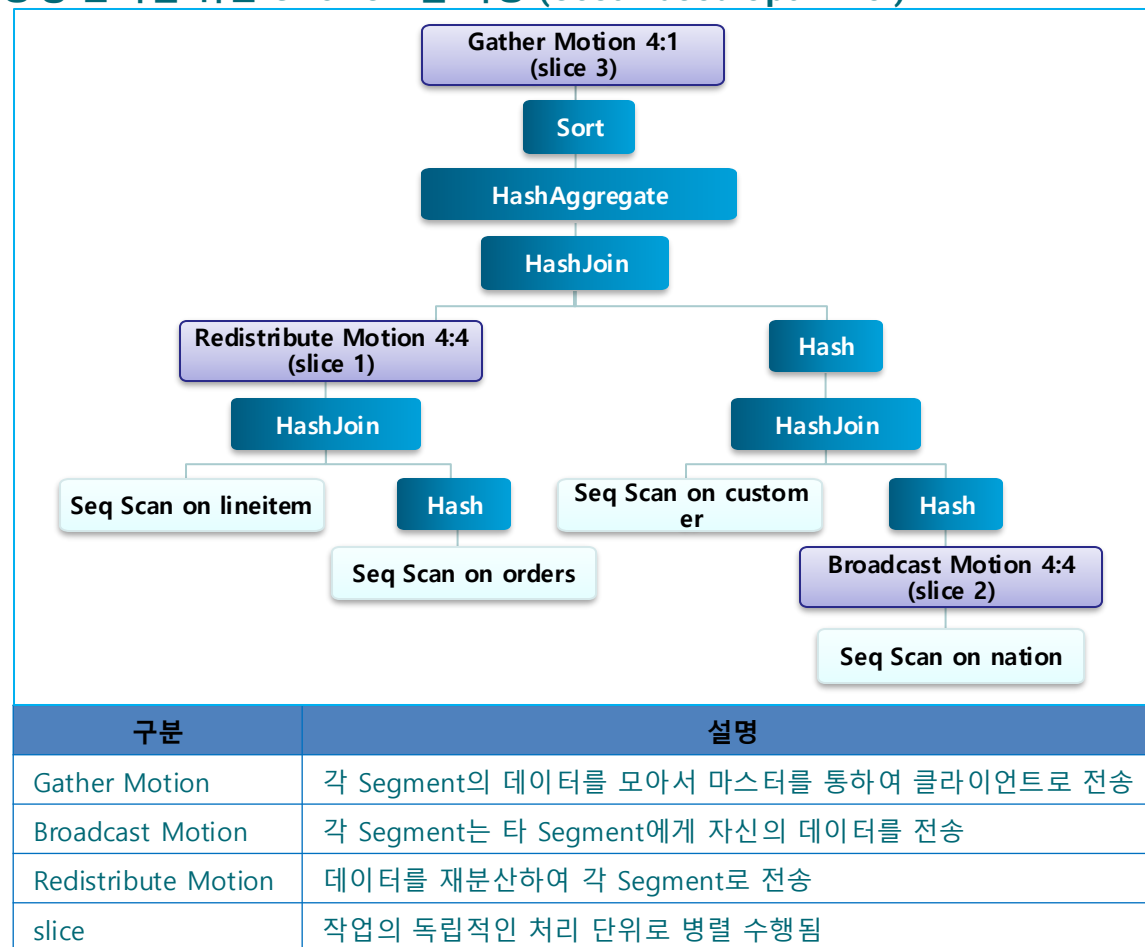 (Cost-based Optimizer)
Gather Motion 4:1
(slice 3)
Sort
HashAggregate
HashJoin
Redistribute Motion 4:4
(slice 1)
Hash
HashJoin
HashJoin
Seq Scan on lineitem
Hash
Seq Scan on custom
er
Hash
Seq Scan on orders
Broadcast Motion 4:4
(slice 2)
Seq Scan on nation
구분 설명
Gather Motion 각 Segment의 데이터를 모아서 마스터를 통하여 클라이언트로 전송
Broadcast Motion 각 Segment는 타 Segment에게 자신의 데이터를 전송
Redistribute Motion 데이터를 재분산하여 각 Segment로 전송
slice 작업의 독립적인 처리 단위로 병렬 수행됨